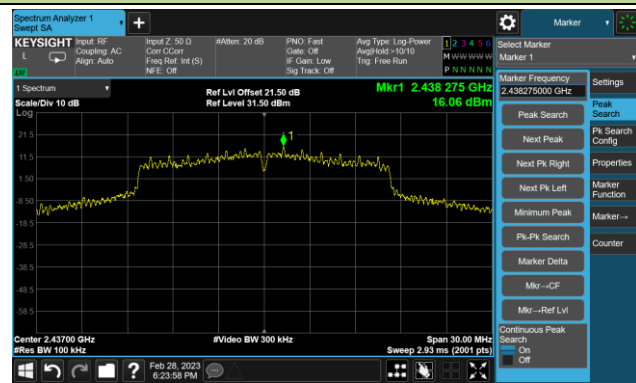 Spectrum Analyzer 1
Swept SA
KEYSIGHT
L
LV
Input: RF
Coupling: AC
Align: Auto
Input Z: 50 Ω
Corr CCorr
Freq Ref: Int (S)
NFE: Off
#Atten: 20 dB
PNO: Fast
Gate: Off
IF Gain: Low
Sig Track: Off
Avg Type: Log-Power
Avg|Hold:>10/10
Trig: Free Run
1 2 3 4 5 6
M W W W W W
P N N N N N
1 Spectrum
Scale/Div 10 dB
Log
Ref Lvl Offset 21.50 dB
Ref Level 31.50 dBm
Mkr1 2.438 275 0 GHz
16.06 dBm
21.5
11.5
1.50
-8.50
-18.5
-28.5
-38.5
-48.5
-58.5
1
Center 2.43700 GHz
#Res BW 100 kHz
#Video BW 300 kHz
Span 30.00 MHz
Sweep 2.93 ms (2001 pts)
?
Feb 28, 2023
6:23:58 PM
Marker
Select Marker
Marker 1
Marker Frequency
2.438275000 GHz
Peak Search
Next Peak
Next Pk Right
Next Pk Left
Minimum Peak
Pk-Pk Search
Marker Delta
Mkr→CF
Mkr→Ref Lvl
Continuous Peak
Search
On
Off
Settings
Peak
Search
Pk Search
Config
Properties
Marker
Function
Marker→
Counter